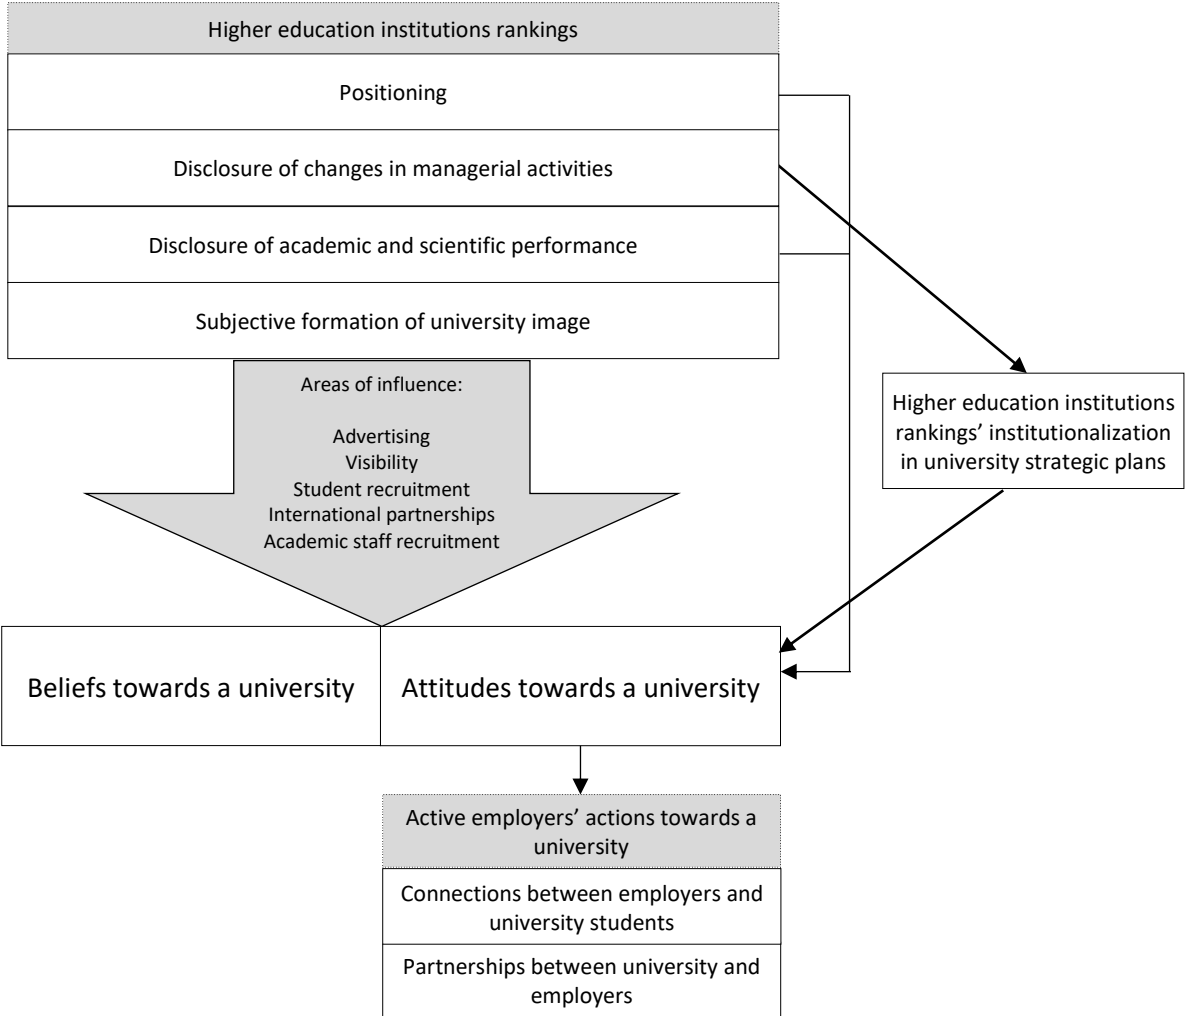 Higher education institutions rankings
Positioning
Disclosure of changes in managerial activities
Disclosure of academic and scientific performance
Subjective formation of university image
Areas of influence:
Advertising
Visibility
Student recruitment
International partnerships
Academic staff recruitment
Higher education institutions
rankings’ institutionalization
in university strategic plans
Beliefs towards a university
Attitudes towards a university
Active employers’ actions towards a
university
Connections between employers and
university students
Partnerships between university and
employers